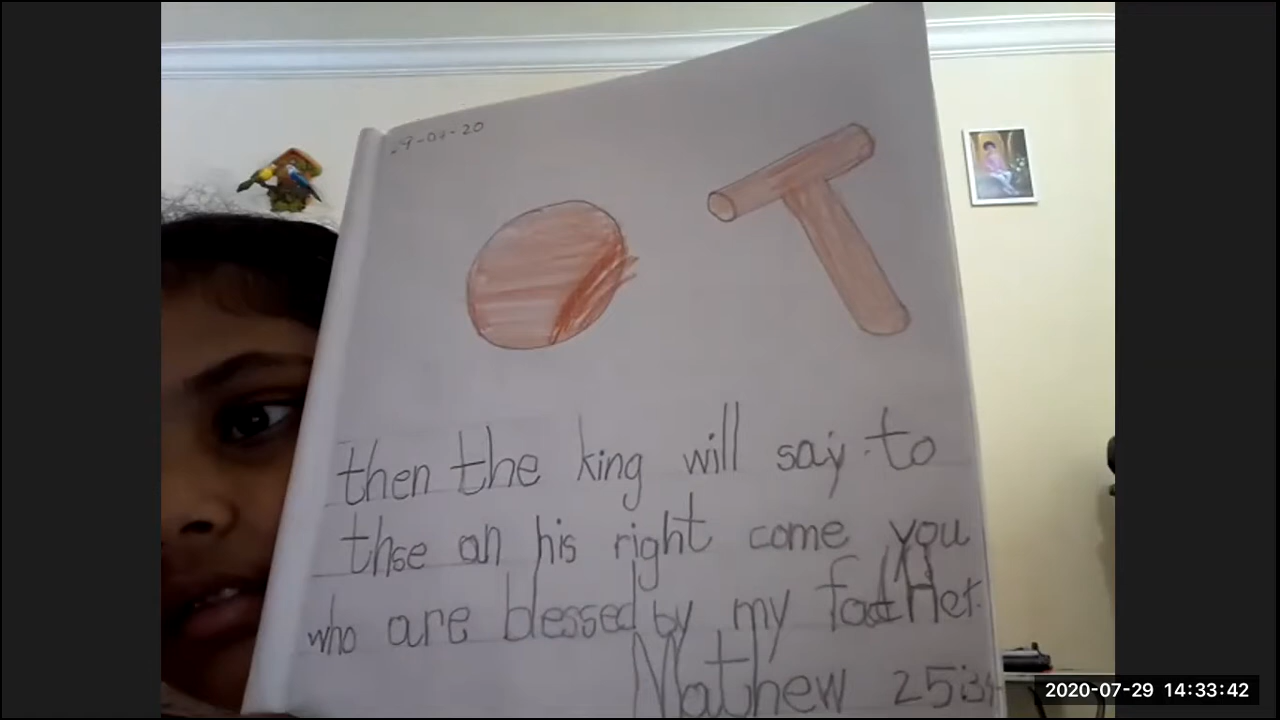 29-07-20
then the king will say to
thse on his right come you
who are blessed by my father.
Mathew 25:34
2020-07-29 14:33:42